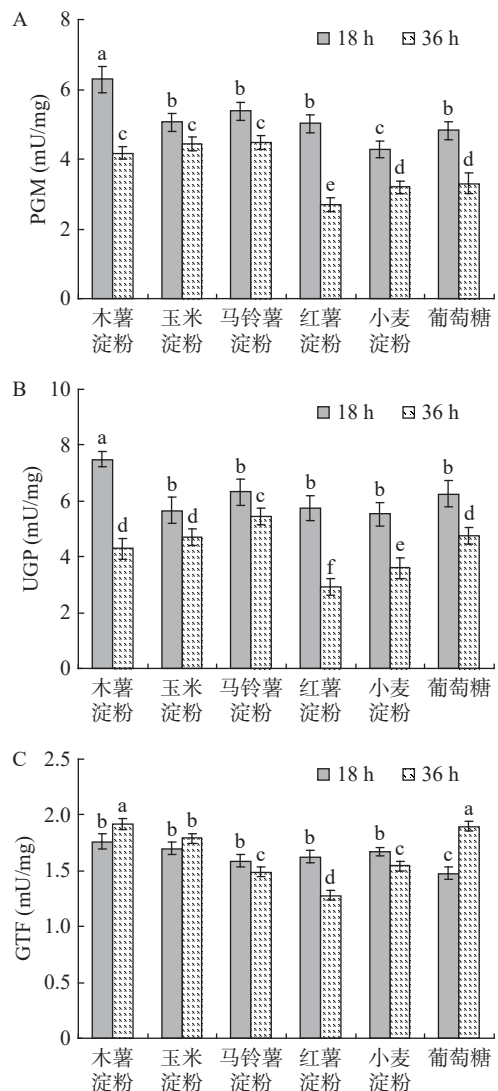 A
18 h 36 h
8
6
4
2
0
PGM (mU/mg)
a c b c b c b e c d b d
木薯 玉米 马铃薯 红薯 小麦 葡萄糖
淀粉 淀粉 淀粉 淀粉 淀粉
B
18 h 36 h
10
8
6
4
2
0
UGP (mU/mg)
a d b d b c b f b e b d
木薯 玉米 马铃薯 红薯 小麦 葡萄糖
淀粉 淀粉 淀粉 淀粉 淀粉
C
18 h 36 h
2.5
2.0
1.5
1.0
0.5
0
GTF (mU/mg)
b a b b b c b d b c c a
木薯 玉米 马铃薯 红薯 小麦 葡萄糖
淀粉 淀粉 淀粉 淀粉 淀粉